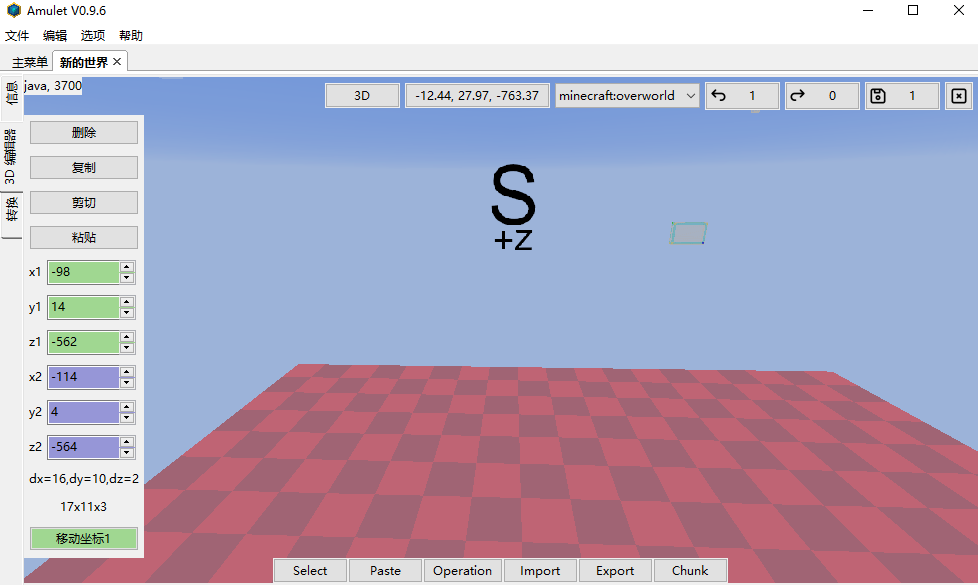 Amulet V0.9.6
文件 编辑 选项 帮助
主菜单 新的世界
信息
3D 编辑器
转换
java, 3700
3D -12.44, 27.97, -763.37 minecraft:overworld 1 0 1
删除
复制
剪切
粘贴
x1 -98
y1 14
z1 -562
x2 -114
y2 4
z2 -564
dx=16,dy=10,dz=2
17x11x3
移动坐标1
S
+Z
Select Paste Operation Import Export Chunk